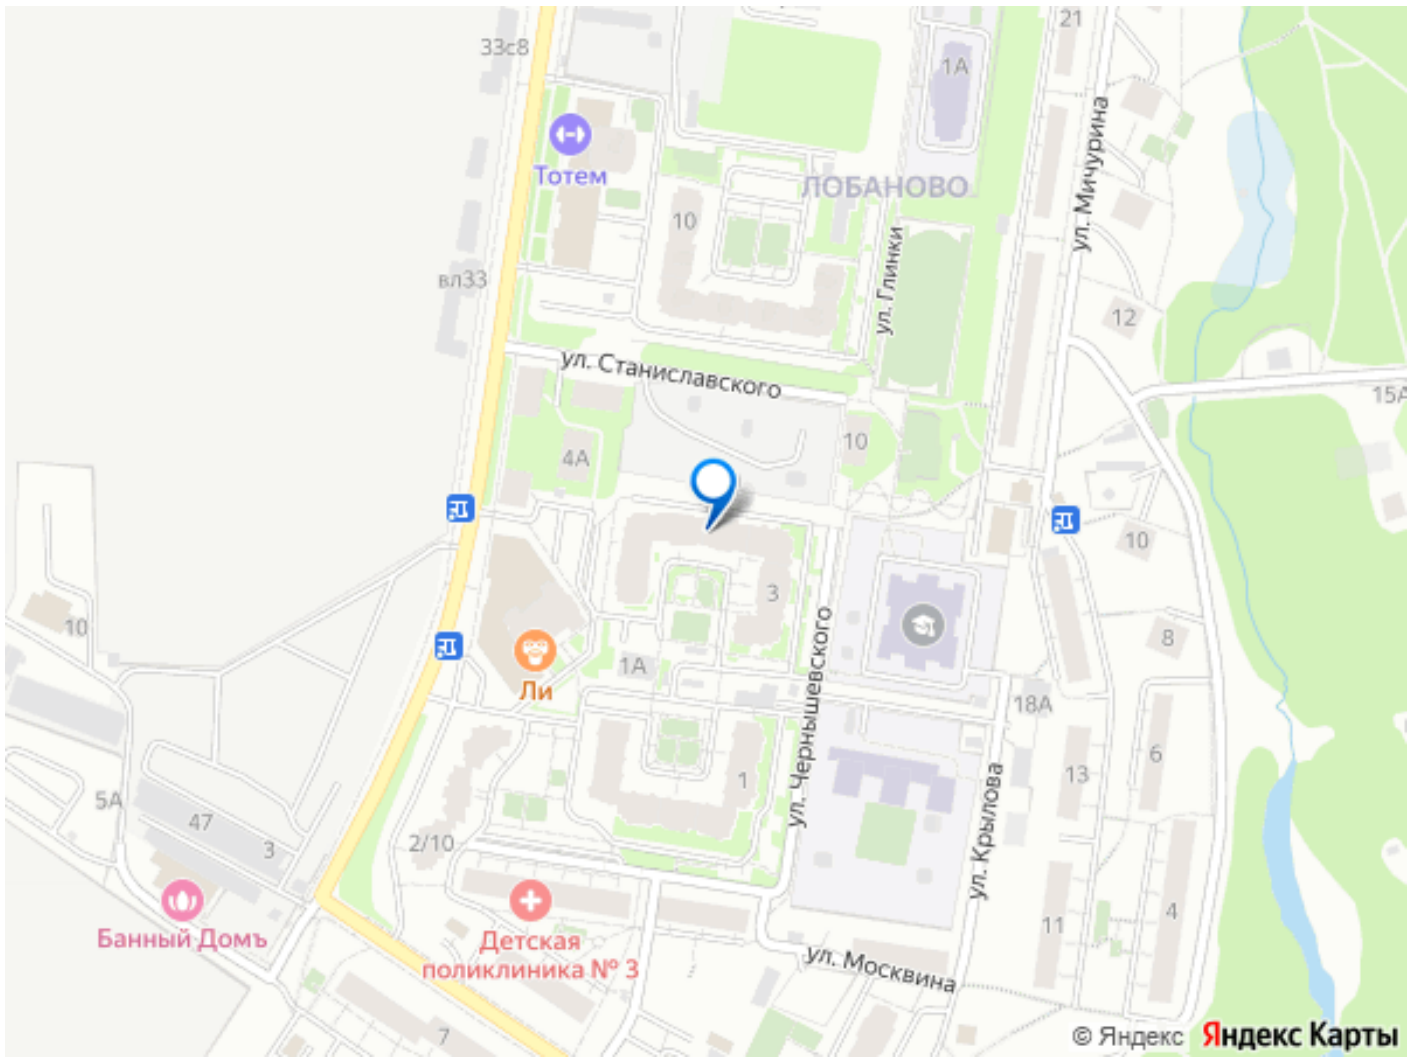 33с8
21
1А
Тотем
ЛОБАНОВО
ул. Мичурина
10
ул. Глинки
вл33
12
ул. Станиславского
15А
10
4А
10
3
10
8
ул. Чернышевского
1А
Ли
18А
6
13
1
ул. Крылова
5А
47
3
2/10
4
11
Банный Домъ
Детская
поликлиника № 3
ул. Москвина
7
© Яндекс Яндекс Карты